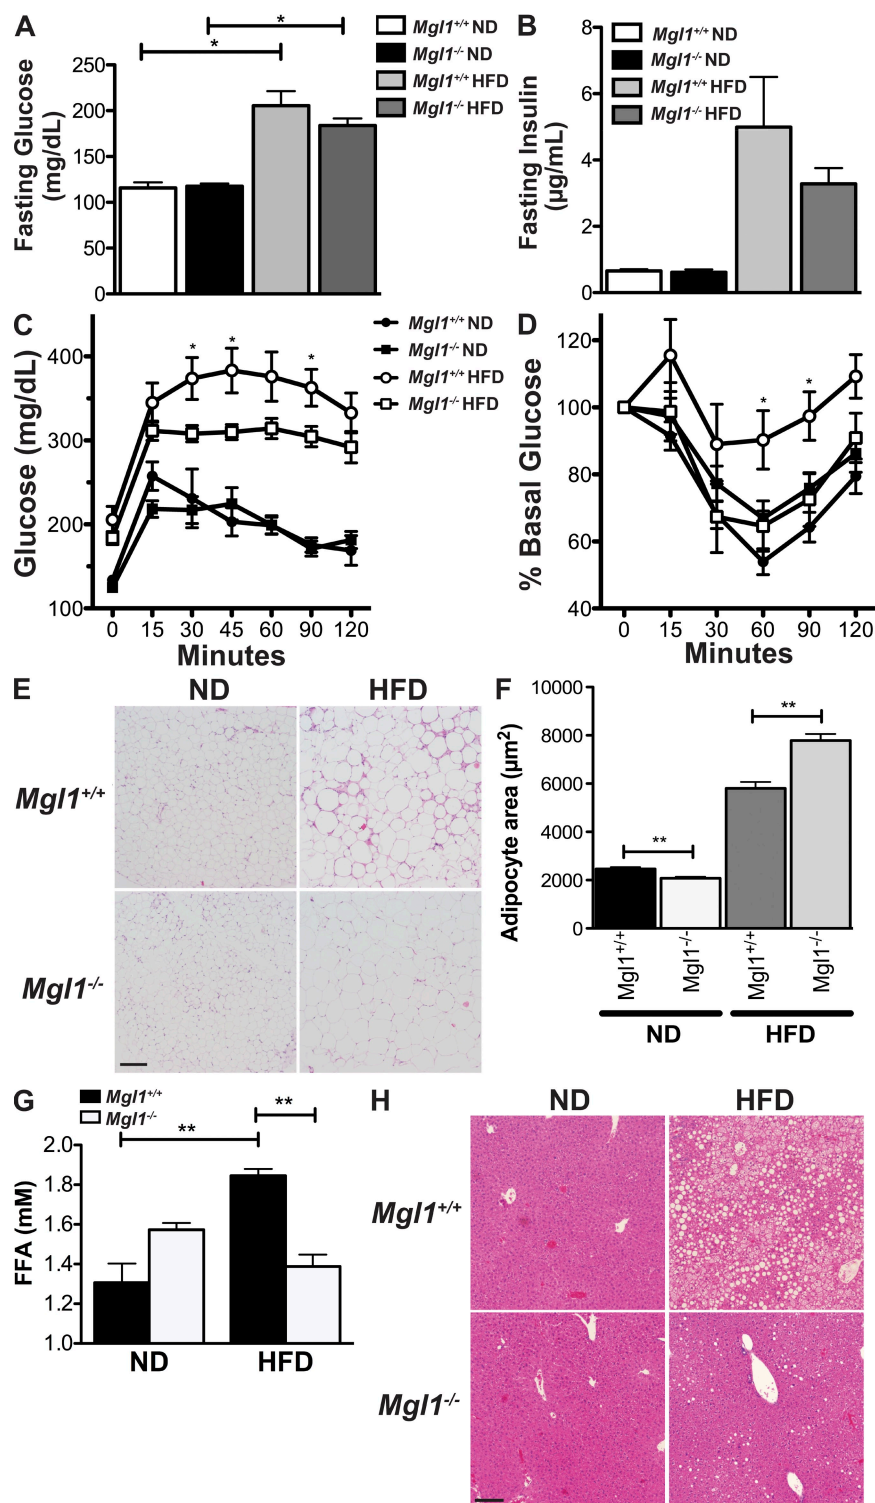 A
*
*
Fasting Glucose
(mg/dL)
250
200
150
100
50
0
Mgl1+/+ ND
Mgl1-/- ND
Mgl1+/+ HFD
Mgl1-/- HFD
B
Fasting Insulin
(µg/mL)
8
6
4
2
0
Mgl1+/+ ND
Mgl1-/- ND
Mgl1+/+ HFD
Mgl1-/- HFD
C
Glucose (mg/dL)
400
300
200
100
* * *
0 15 30 45 60 90 120
Minutes
Mgl1+/+ ND
Mgl1-/- ND
Mgl1+/+ HFD
Mgl1-/- HFD
D
% Basal Glucose
120
100
80
60
40
* *
0 15 30 60 90 120
Minutes
E
ND HFD
Mgl1+/+
Mgl1-/-
F
Adipocyte area (µm2)
10000
8000
6000
4000
2000
0
**
**
Mgl1+/+ Mgl1-/- Mgl1+/+ Mgl1-/-
ND HFD
G
Mgl1+/+
Mgl1-/-
**
**
FFA (mM)
2.0
1.8
1.6
1.4
1.2
1.0
ND HFD
H
ND HFD
Mgl1+/+
Mgl1-/-